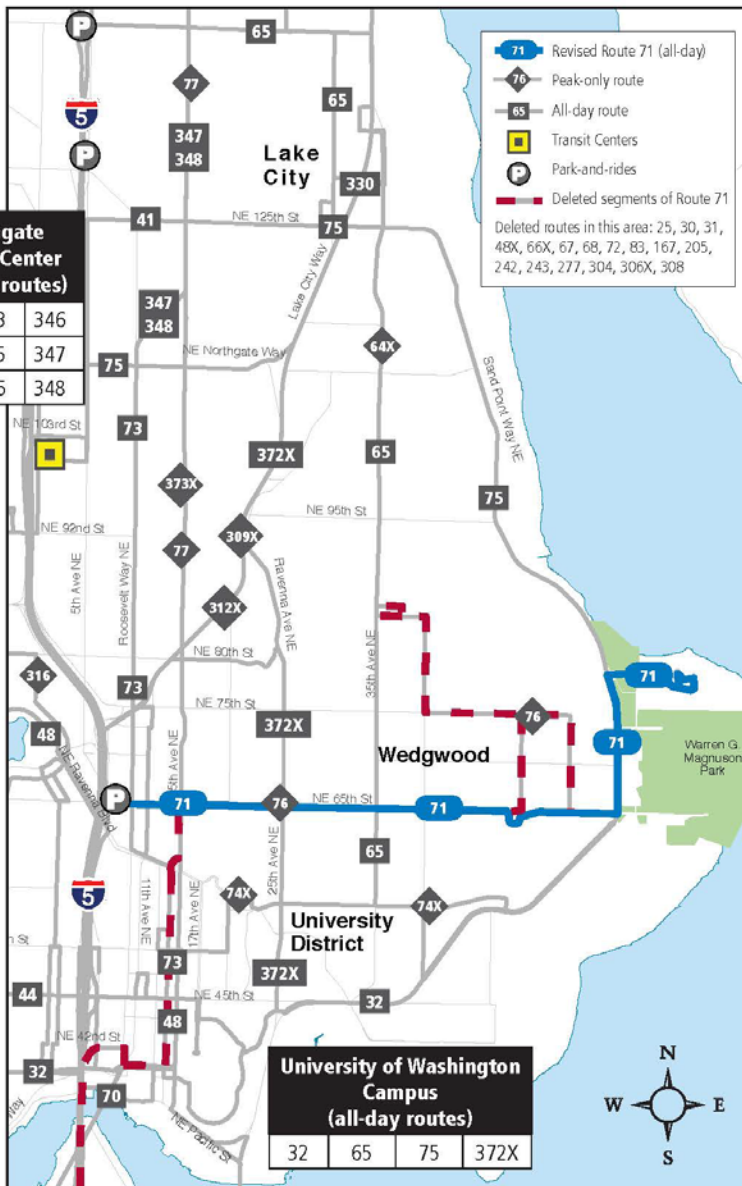 65
71 Revised Route 71 (all-day)
76 Peak-only route
65 All-day route
Transit Centers
P Park-and-rides
Deleted segments of Route 71
Deleted routes in this area: 25, 30, 31,
48X, 66X, 67, 68, 72, 83, 167, 205,
242, 243, 277, 304, 306X, 308
P
77
65
5
347
348
P
Lake
City
330
41
NE 125th St
75
gate
Center
routes)
346
347
348
347
348
Lake City Way
64X
Sand Point Way NE
75
NE Northgate Way
NE 103rd St
73
372X
65
373X
75
NE 95th St
NE 92nd St
5th Ave NE
Roosevelt Way NE
77
309X
Ravenna Ave NE
312X
35th Ave NE
NE 80th St
316
73
71
NE 75th St
48
372X
76
71
Wedgwood
Warren G.
Magnuson
Park
NE Ravenna Blvd
5th Ave NE
P
71
76
NE 65th St
71
65
5
11th Ave NE
17th Ave NE
74X
25th Ave NE
74X
University
District
73
372X
44
NE 45th St
32
48
NE 42nd St
32
70
NE Pacific St
University of Washington
Campus
(all-day routes)
32 65 75 372X
N
W E
S